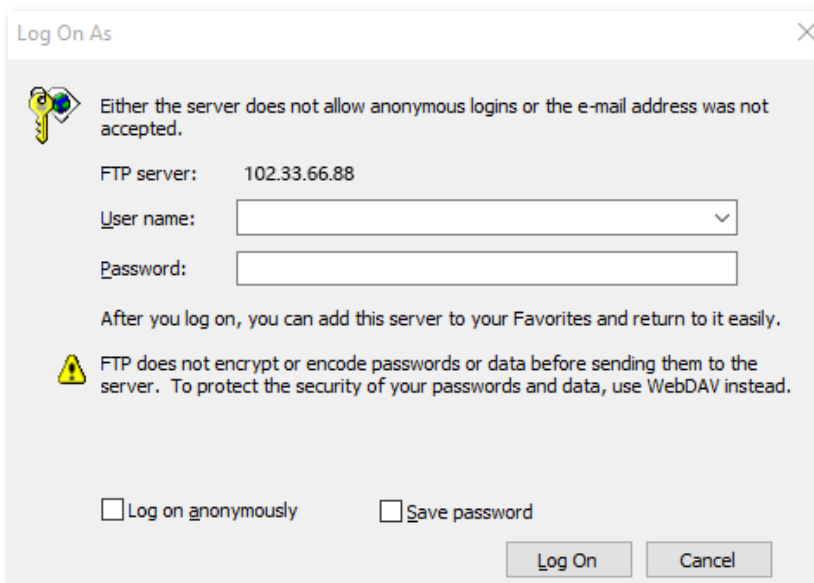 Log On As
Either the server does not allow anonymous logins or the e-mail address was not
accepted.
FTP server: 102.33.66.88
User name:
Password:
After you log on, you can add this server to your Favorites and return to it easily.
FTP does not encrypt or encode passwords or data before sending them to the
server. To protect the security of your passwords and data, use WebDAV instead.
Log on anonymously Save password
Log On Cancel